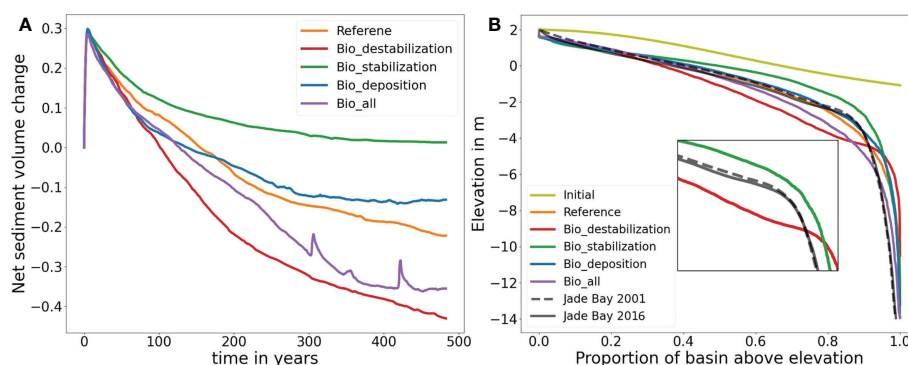 A
Net sediment volume change
0.3
0.2
0.1
0.0
−0.1
−0.2
−0.3
−0.4
0
100
200
300
400
500
time in years
Referene
Bio_destabilization
Bio_stabilization
Bio_deposition
Bio_all
B
Elevation in m
2
0
−2
−4
−6
−8
−10
−12
−14
0.0
0.2
0.4
0.6
0.8
1.0
Proportion of basin above elevation
Initial
Reference
Bio_destabilization
Bio_stabilization
Bio_deposition
Bio_all
Jade Bay 2001
Jade Bay 2016